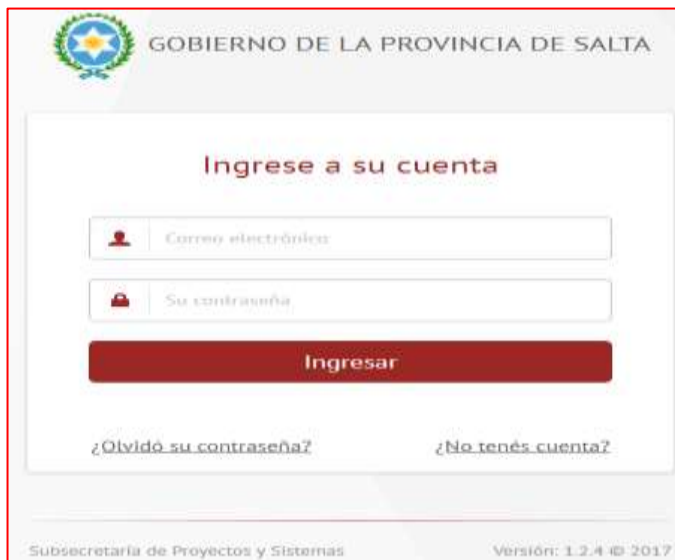 GOBIERNO DE LA PROVINCIA DE SALTA
Ingrese a su cuenta
Correo electrónico
Su contraseña
Ingresar
¿Olvidó su contraseña? ¿No tenés cuenta?
Subsecretaría de Proyectos y Sistemas Versión: 1.2.4 © 2017